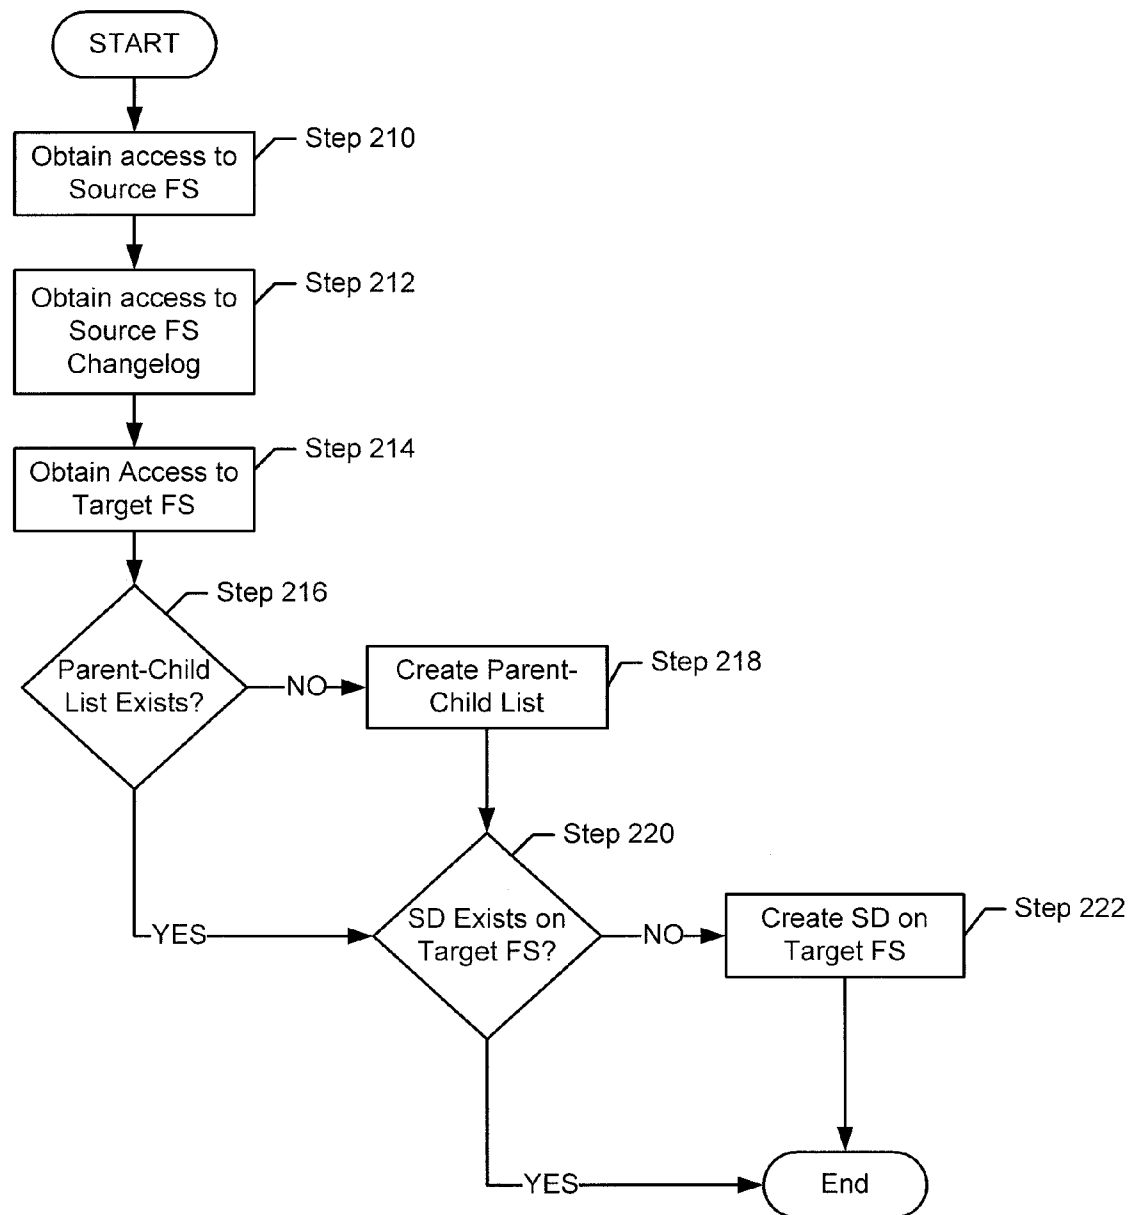 START
Step 210
Obtain access to
Source FS
Step 212
Obtain access to
Source FS
Changelog
Step 214
Obtain Access to
Target FS
Step 216
Parent-Child
List Exists?
NO
Create Parent-
Child List
Step 218
Step 220
YES
SD Exists on
Target FS?
NO
Create SD on
Target FS
Step 222
YES
End